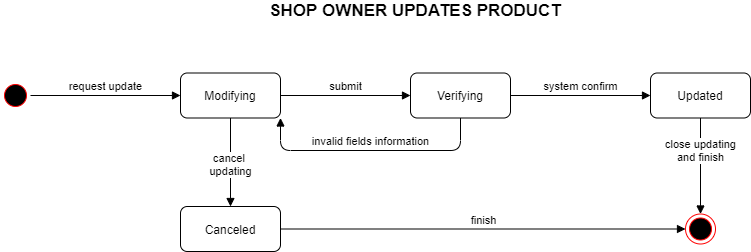 SHOP OWNER UPDATES PRODUCT
request update
Modifying
submit
Verifying
system confirm
Updated
invalid fields information
cancel
updating
close updating
and finish
Canceled
finish